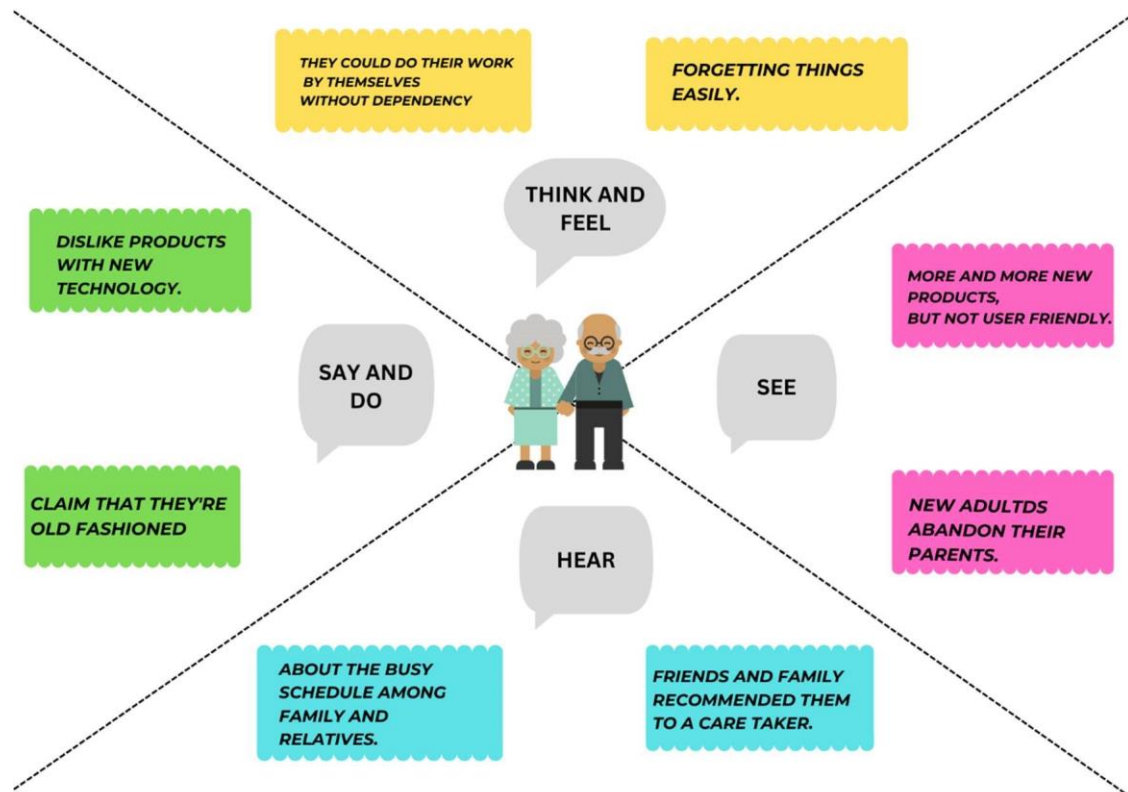 THEY COULD DO THEIR WORK
BY THEMSELVES
WITHOUT DEPENDENCY
FORGETTING THINGS
EASILY.
THINK AND
FEEL
DISLIKE PRODUCTS
WITH NEW
TECHNOLOGY.
MORE AND MORE NEW
PRODUCTS,
BUT NOT USER FRIENDLY.
SAY AND
DO
SEE
CLAIM THAT THEY'RE
OLD FASHIONED
NEW ADULTDS
ABANDON THEIR
PARENTS.
HEAR
ABOUT THE BUSY
SCHEDULE AMONG
FAMILY AND
RELATIVES.
FRIENDS AND FAMILY
RECOMMENDED THEM
TO A CARE TAKER.